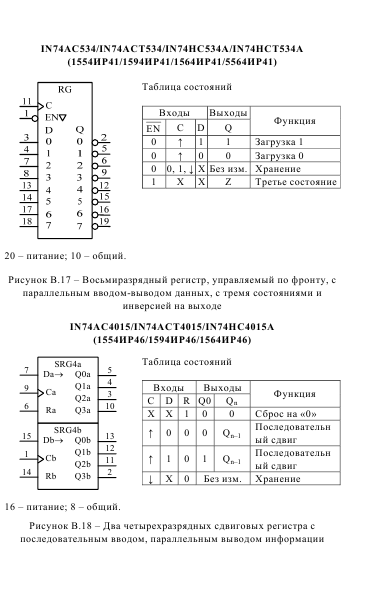 IN74AC534/IN74ACT534/IN74HC534A/IN74HCT534A
(1554ИР41/1594ИР41/1564ИР41/5564ИР41)
RG
11 C
1 EN▽
D Q
3 0 0 2
4 1 1 5
7 2 2 6
8 3 3 9
13 4 4 12
14 5 5 15
17 6 6 16
18 7 7 19
Таблица состояний
Входы Выходы Функция
EN C D Q
0 ↑ 1 1 Загрузка 1
0 ↑ 0 0 Загрузка 0
0 0, 1, ↓ X Без изм. Хранение
1 X X Z Третье состояние
20 – питание; 10 – общий.
Рисунок В.17 – Восьмиразрядный регистр, управляемый по фронту, с
параллельным вводом-выводом данных, с тремя состояниями и
инверсией на выходе
IN74AC4015/IN74ACT4015/IN74HC4015A
(1554ИР46/1594ИР46/1564ИР46)
SRG4a
7 Da→ Q0a 5
Q1a 4
9 Ca Q2a 3
6 Ra Q3a 10
SRG4b
15 Db→ Q0b 13
Q1b 12
1 Cb Q2b 11
14 Rb Q3b 2
Таблица состояний
Входы Выходы Функция
C D R Q0 Qn
X X 1 0 0 Сброс на «0»
↑ 0 0 0 Qn–1 Последовательн
ый сдвиг
↑ 1 0 1 Qn–1 Последовательн
ый сдвиг
↓ X 0 Без изм. Хранение
16 – питание; 8 – общий.
Рисунок В.18 – Два четырехразрядных сдвиговых регистра с
последовательным вводом, параллельным выводом информации